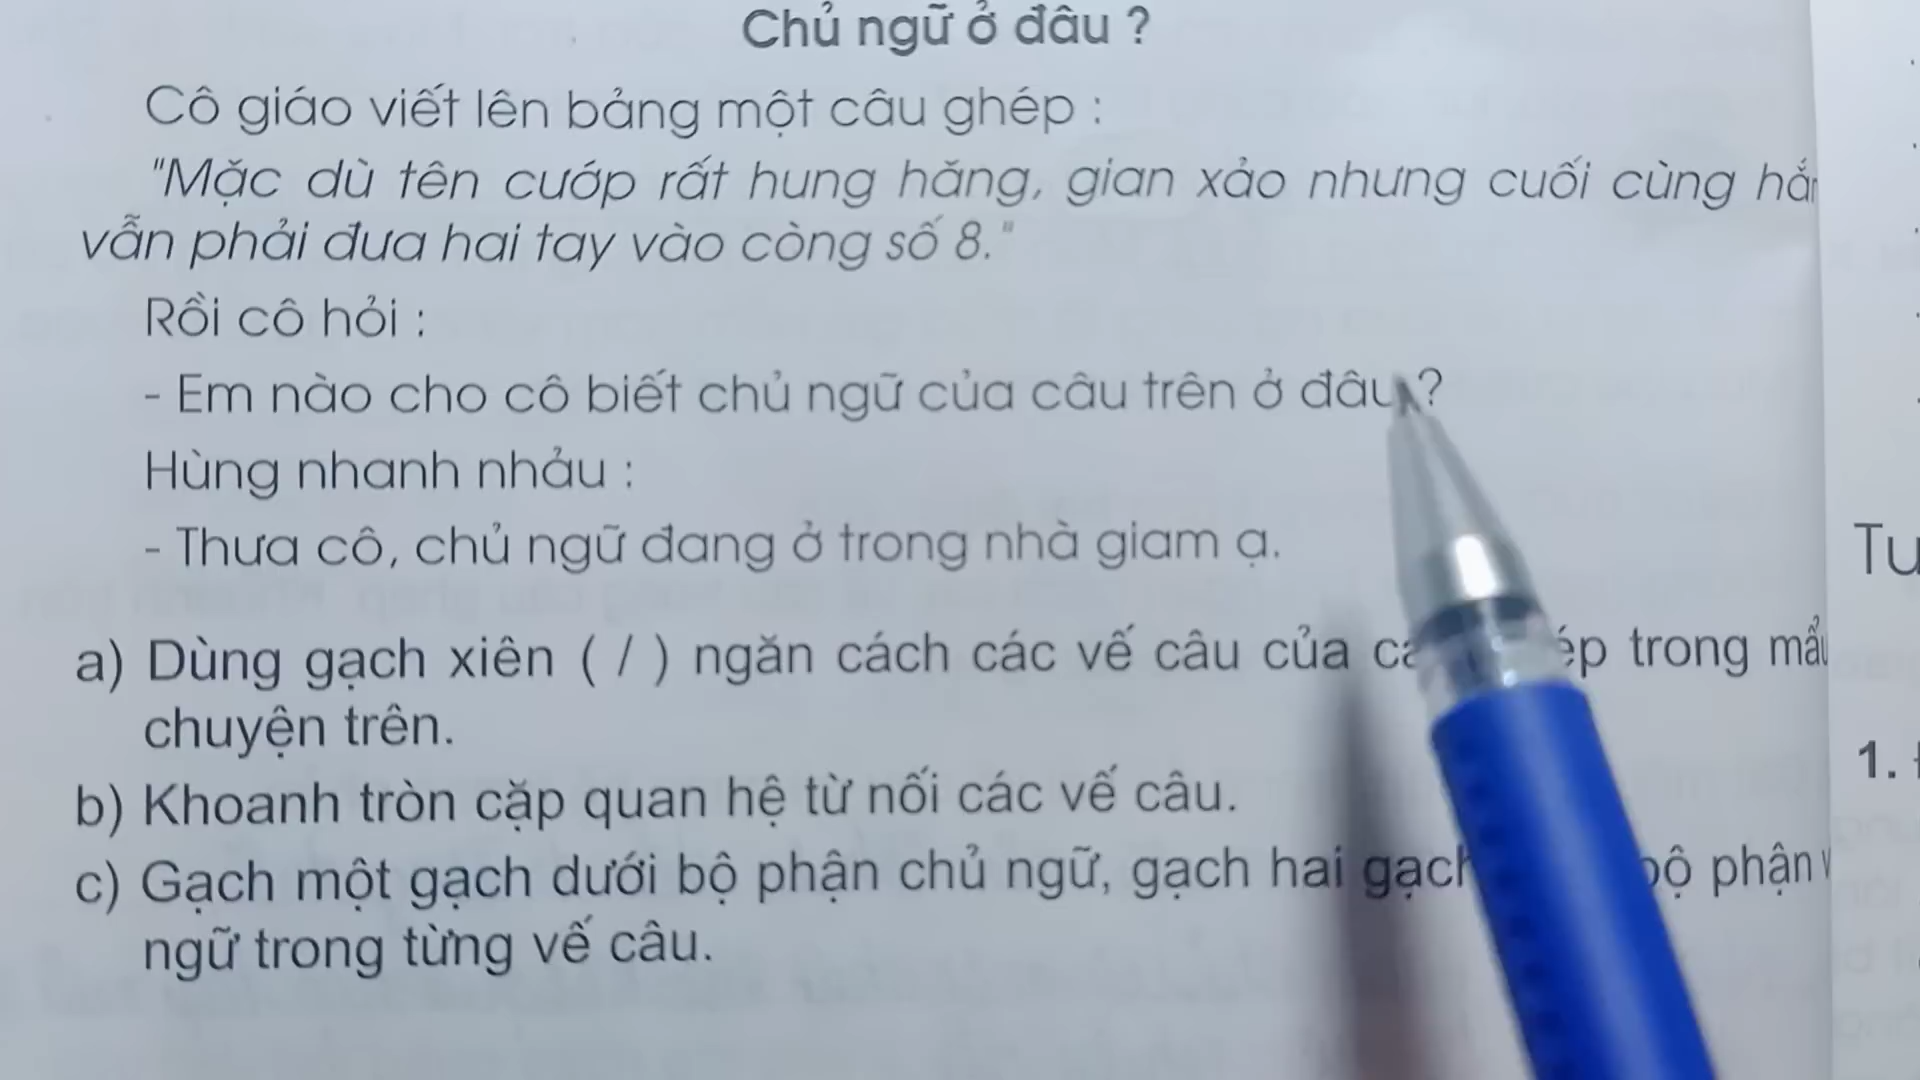 Chủ ngữ ở đâu ?
Cô giáo viết lên bảng một câu ghép :
"Mặc dù tên cướp rất hung hăng, gian xảo nhưng cuối cùng
vẫn phải đưa hai tay vào còng số 8."
Rồi cô hỏi :
- Em nào cho cô biết chủ ngữ của câu trên ở đâu ?
Hùng nhanh nhảu :
- Thưa cô, chủ ngữ đang ở trong nhà giam ạ.
Tu
a) Dùng gạch xiên ( / ) ngăn cách các vế câu của trong
chuyện trên.
1.
b) Khoanh tròn cặp quan hệ từ nối các vế câu.
c) Gạch một gạch dưới bộ phận chủ ngữ, gạch hai gạch phận
ngữ trong từng vế câu.